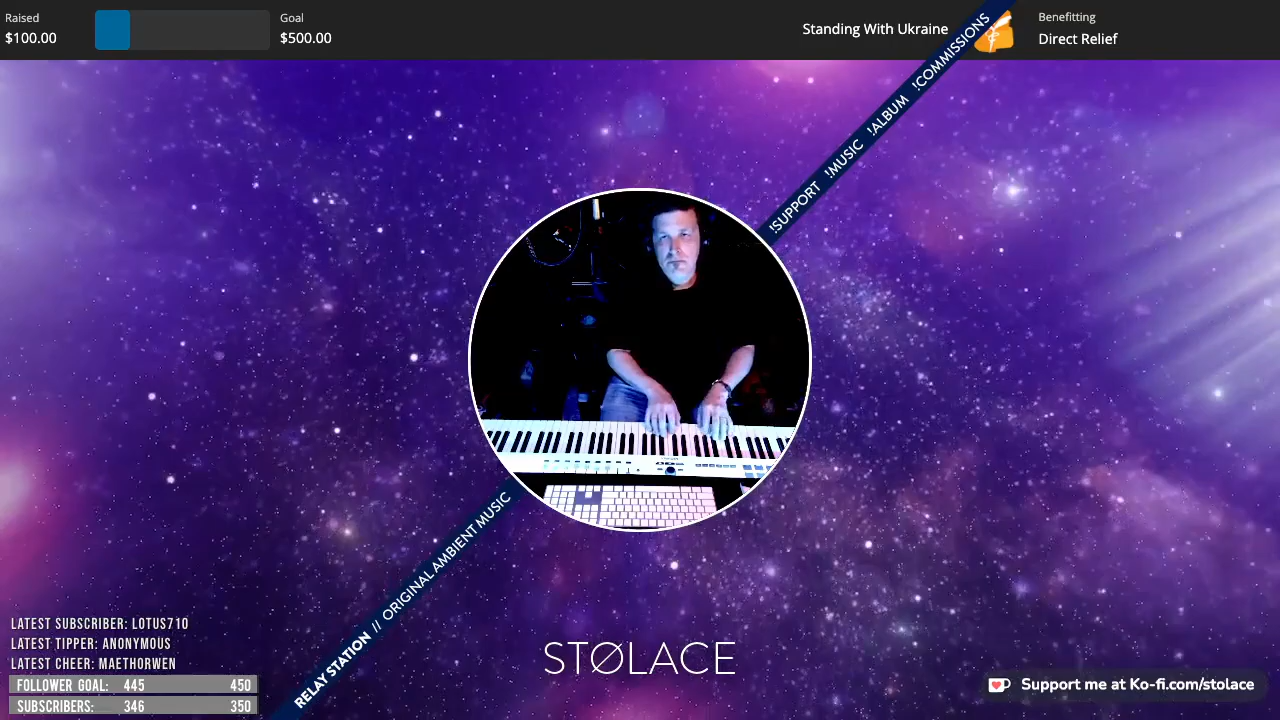 Raised
$100.00
Goal
$500.00
Standing With Ukraine
Benefitting
Direct Relief
!SUPPORT !MUSIC !ALBUM !COMMISSIONS
RELAY STATION // ORIGINAL AMBIENT MUSIC
LATEST SUBSCRIBER: LOTUS710
LATEST TIPPER: ANONYMOUS
LATEST CHEER: MAETHORWEN
FOLLOWER GOAL: 445 450
SUBSCRIBERS: 346 350
STØLACE
Support me at Ko-fi.com/stolace